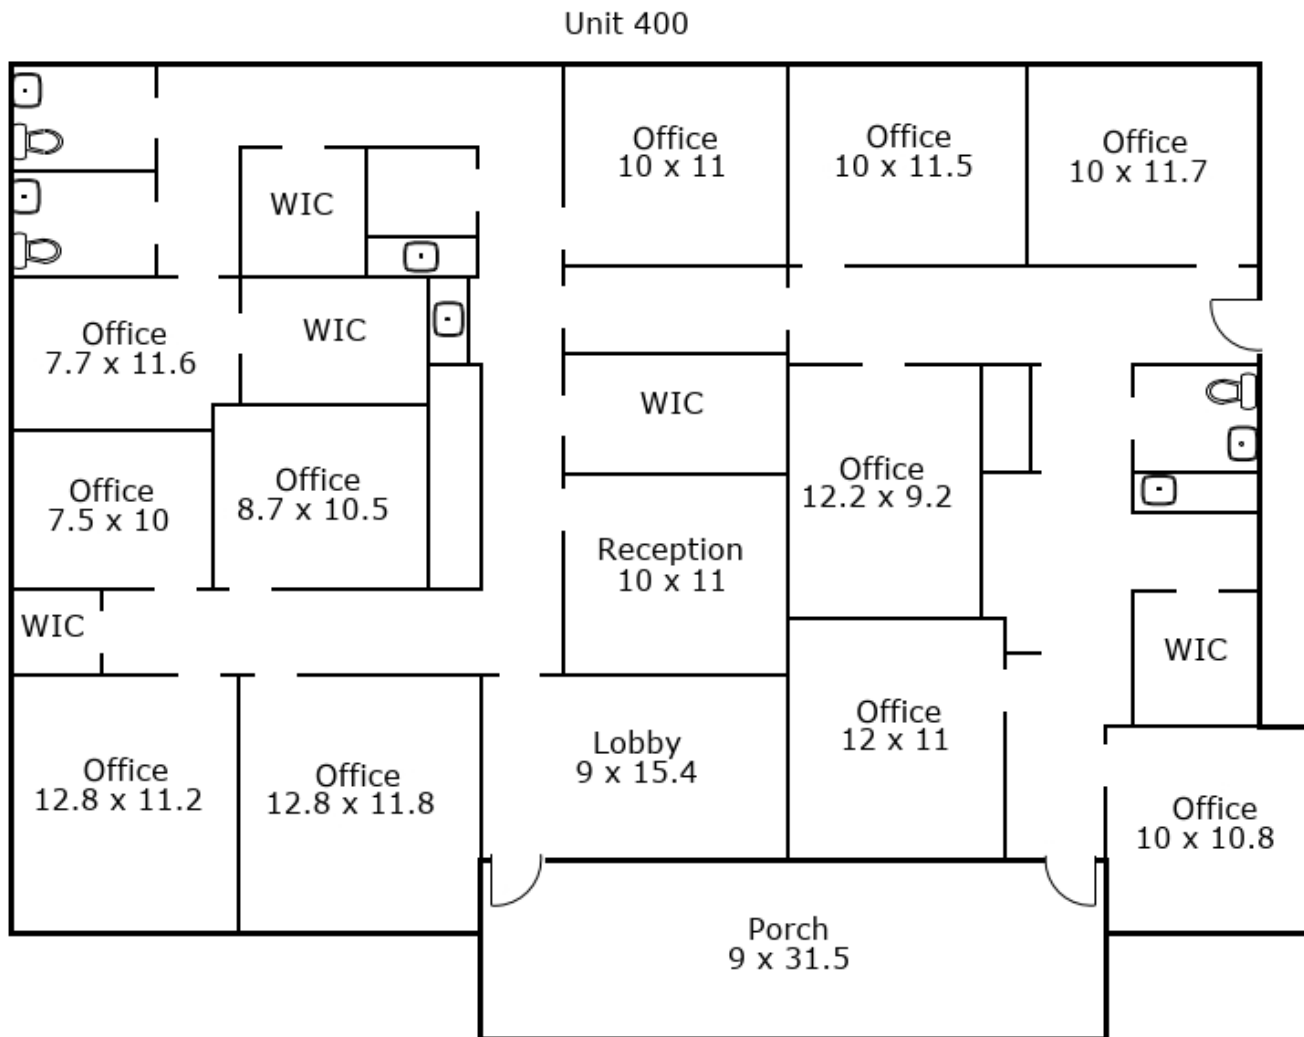 Unit 400
Office
10 x 11
Office
10 x 11.5
Office
10 x 11.7
WIC
Office
7.7 x 11.6
WIC
WIC
Office
12.2 x 9.2
Office
7.5 x 10
Office
8.7 x 10.5
Reception
10 x 11
WIC
WIC
Office
12.8 x 11.2
Office
12.8 x 11.8
Lobby
9 x 15.4
Office
12 x 11
Office
10 x 10.8
Porch
9 x 31.5